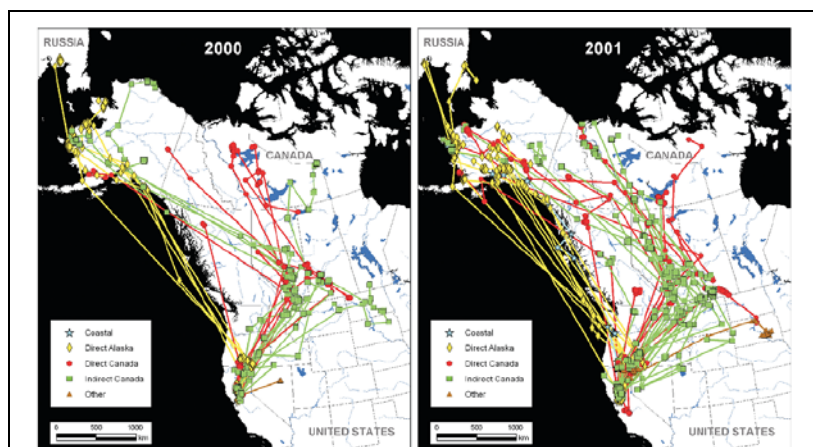 RUSSIA
2000
CANADA
Coastal
Direct Alaska
Direct Canada
Indirect Canada
Other
0 500 1000
km
UNITED STATES
RUSSIA
2001
CANADA
Coastal
Direct Alaska
Direct Canada
Indirect Canada
Other
0 500 1000
km
UNITED STATES